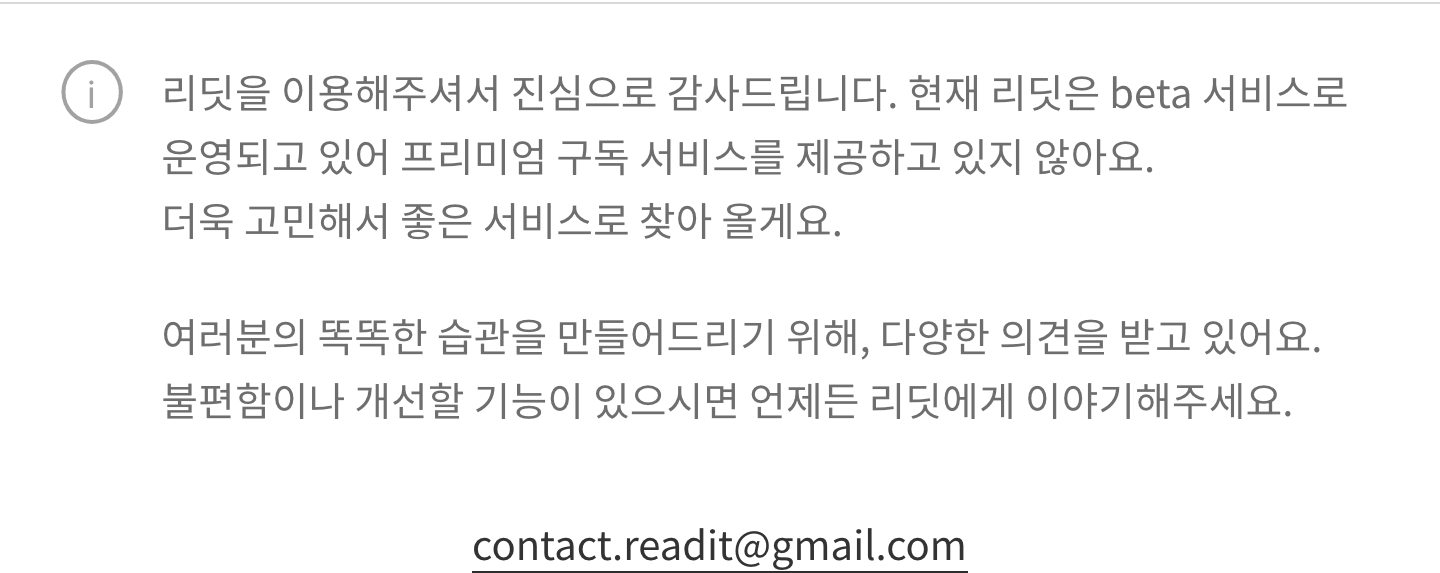 리딧을 이용해주셔서 진심으로 감사드립니다. 현재 리딧은 beta 서비스로
운영되고 있어 프리미엄 구독 서비스를 제공하고 있지 않아요.
더욱 고민해서 좋은 서비스로 찾아 올게요.
여러분의 똑똑한 습관을 만들어드리기 위해, 다양한 의견을 받고 있어요.
불편함이나 개선할 기능이 있으시면 언제든 리딧에게 이야기해주세요.
contact.readit@gmail.com